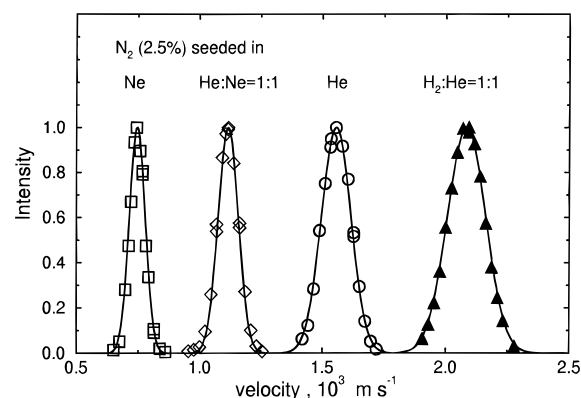 N₂ (2.5%) seeded in
Ne He:Ne=1:1 He H₂:He=1:1
1.0
0.8
0.6
0.4
0.2
0.0
Intensity
0.5 1.0 1.5 2.0 2.5
velocity , 10³ m s⁻¹